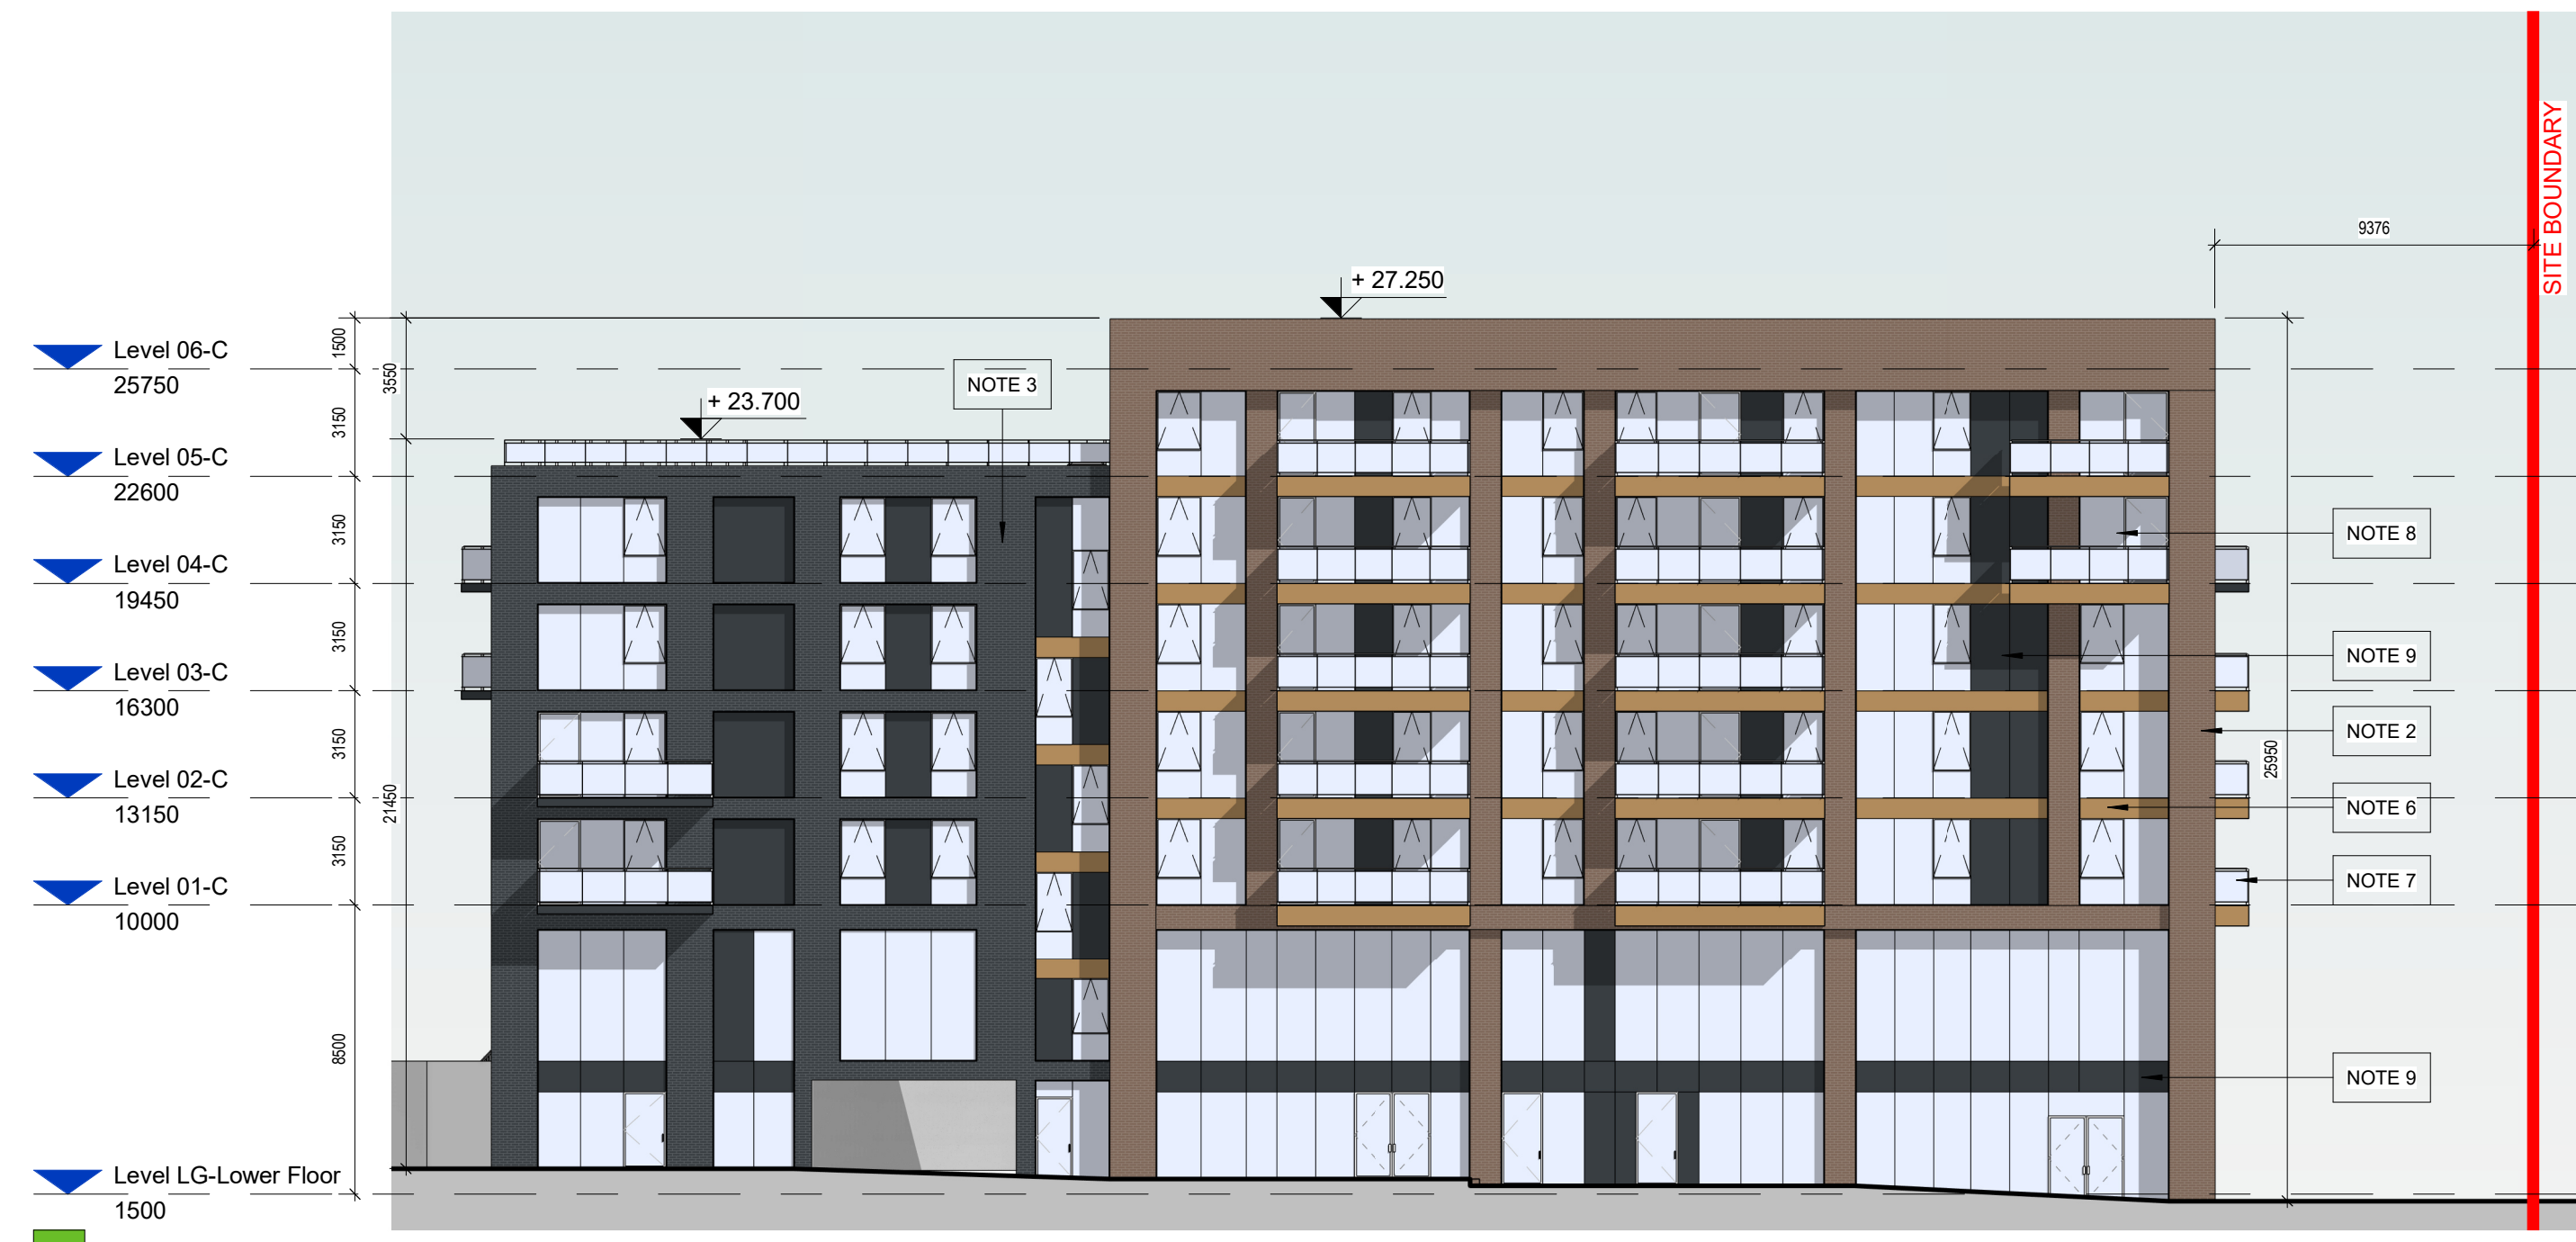 SITE BOUNDARY
9376
+ 27.250
+ 23.700
NOTE 3
Level 06-C
25750
Level 05-C
22600
Level 04-C
19450
Level 03-C
16300
Level 02-C
13150
Level 01-C
10000
Level LG-Lower Floor
1500
1500
3150
3150
3150
3150
3150
8500
3550
21450
25950
NOTE 8
NOTE 9
NOTE 2
NOTE 6
NOTE 7
NOTE 9